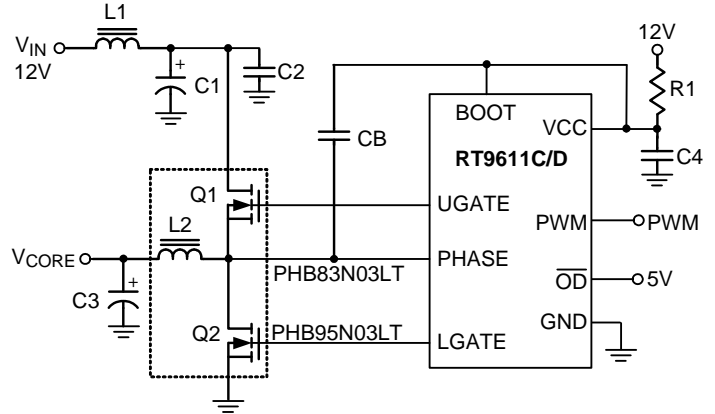 L1
VIN
12V
C1
+
C2
12V
R1
BOOT
VCC
CB
RT9611C/D
C4
Q1
UGATE
PWM
PWM
L2
VCORE
PHASE
PHB83N03LT
OD
5V
C3
+
GND
Q2
PHB95N03LT
LGATE